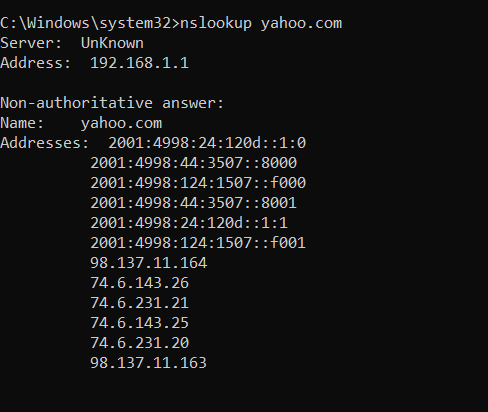 C:\Windows\system32>nslookup yahoo.com
Server:  UnKnown
Address:  192.168.1.1

Non-authoritative answer:
Name:    yahoo.com
Addresses:  2001:4998:24:120d::1:0
          2001:4998:44:3507::8000
          2001:4998:124:1507::f000
          2001:4998:44:3507::8001
          2001:4998:24:120d::1:1
          2001:4998:124:1507::f001
          98.137.11.164
          74.6.143.26
          74.6.231.21
          74.6.143.25
          74.6.231.20
          98.137.11.163